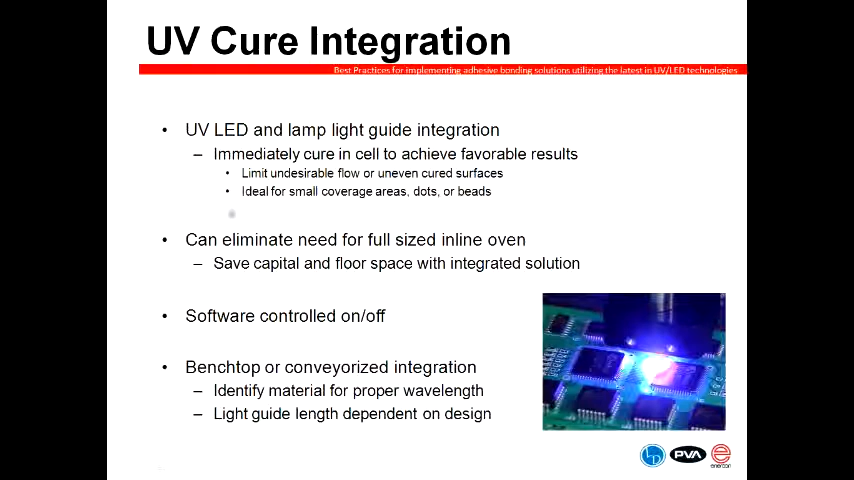 UV Cure Integration
Best Practices for implementing adhesive bonding solutions utilizing the latest in UV/LED technologies
• UV LED and lamp light guide integration
– Immediately cure in cell to achieve favorable results
• Limit undesirable flow or uneven cured surfaces
• Ideal for small coverage areas, dots, or beads
• Can eliminate need for full sized inline oven
– Save capital and floor space with integrated solution
• Software controlled on/off
• Benchtop or conveyorized integration
– Identify material for proper wavelength
– Light guide length dependent on design
PVA
enercon